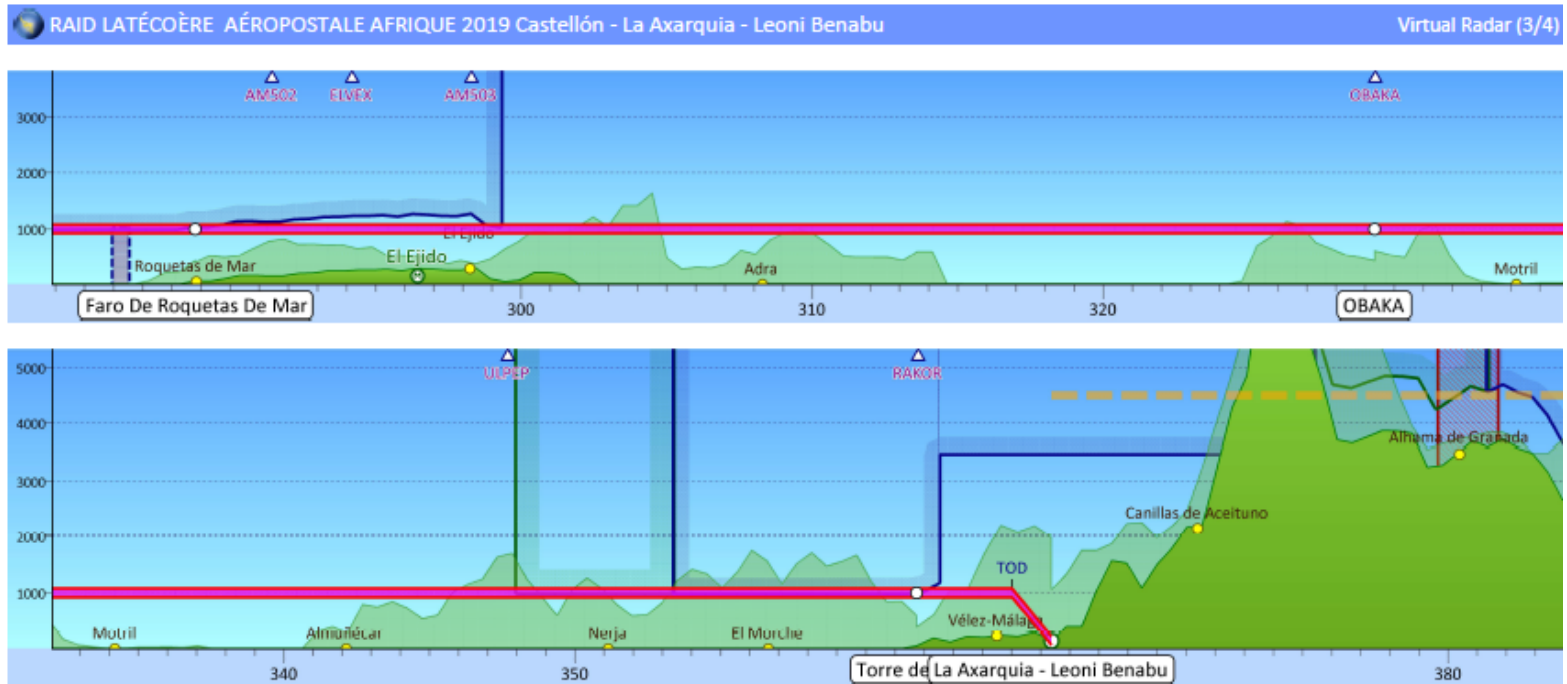 RAID LATÉCOÈRE AÉROPOSTALE AFRIQUE 2019 Castellón - La Axarquia - Leoni Benabu
Virtual Radar (3/4)
AM502 ELVEX AM503 OBAKA
3000
2000
1000
El Ejido
El Ejido
Roquetas de Mar
Adra
Motril
Faro De Roquetas De Mar
300 310 320
OBAKA
5000
ULPEP RAKOR
4000
Alhama de Granada
3000
Canillas de Aceituno
2000
TOD
1000
Vélez-Málaga
Motril Almuñécar Nerja El Morche
340 350
Torre de
La Axarquia - Leoni Benabu
380